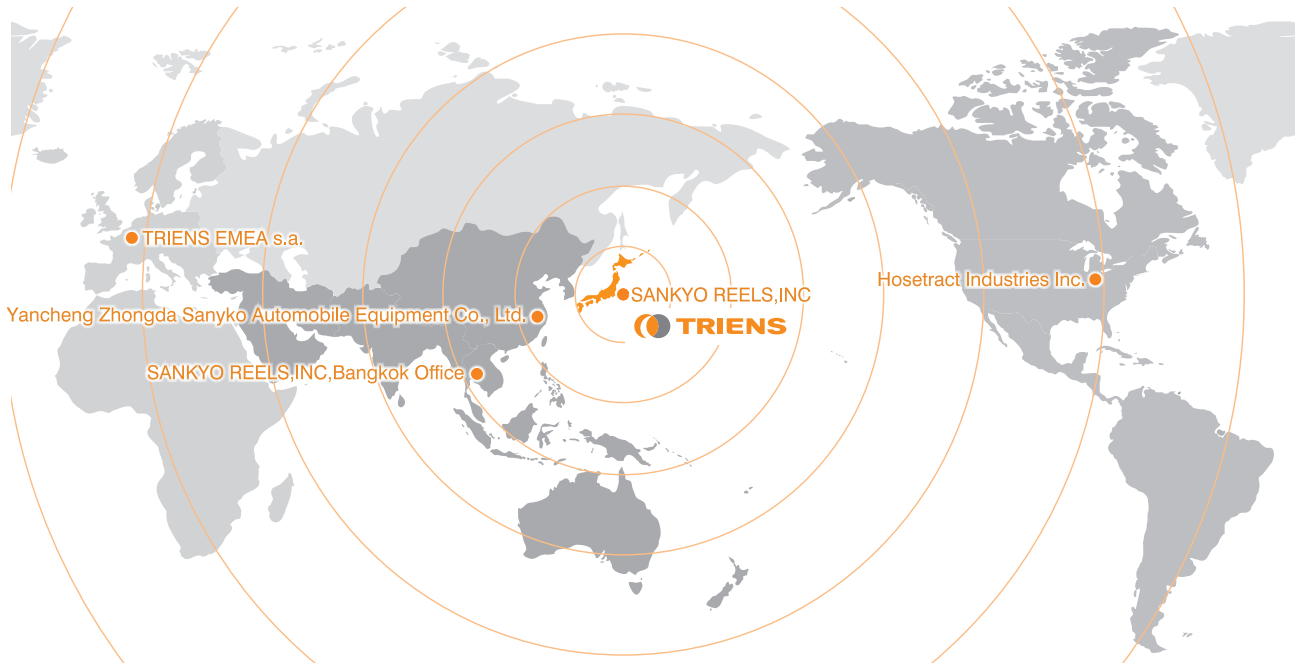 TRIENS EMEA s.a.
Hosetract Industries Inc.
SANKYO REELS,INC
Yancheng Zhongda Sanyko Automobile Equipment Co., Ltd.
TRIENS
SANKYO REELS,INC,Bangkok Office